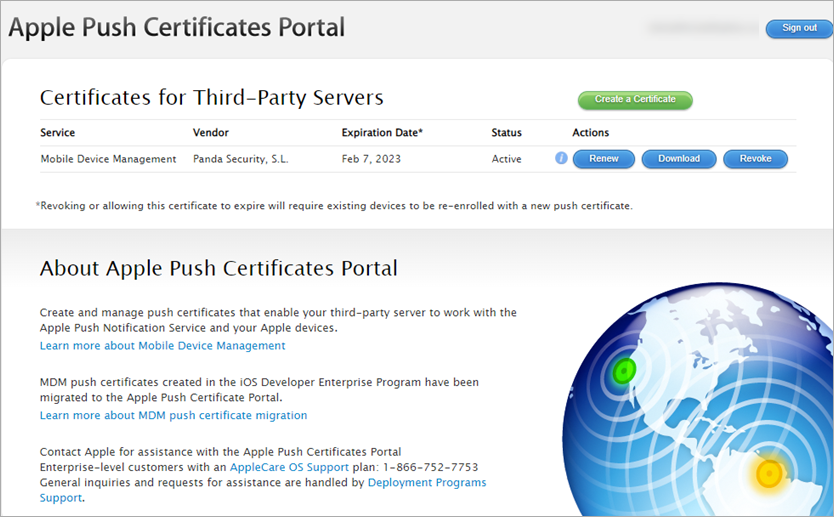 Apple Push Certificates Portal
Sign out
Certificates for Third-Party Servers
Create a Certificate
Service Vendor Expiration Date* Status Actions
Mobile Device Management Panda Security, S.L. Feb 7, 2023 Active i Renew Download Revoke
*Revoking or allowing this certificate to expire will require existing devices to be re-enrolled with a new push certificate.
About Apple Push Certificates Portal
Create and manage push certificates that enable your third-party server to work with the
Apple Push Notification Service and your Apple devices.
Learn more about Mobile Device Management
MDM push certificates created in the iOS Developer Enterprise Program have been
migrated to the Apple Push Certificate Portal.
Learn more about MDM push certificate migration
Contact Apple for assistance with the Apple Push Certificates Portal
Enterprise-level customers with an AppleCare OS Support plan: 1-866-752-7753
General inquiries and requests for assistance are handled by Deployment Programs
Support.